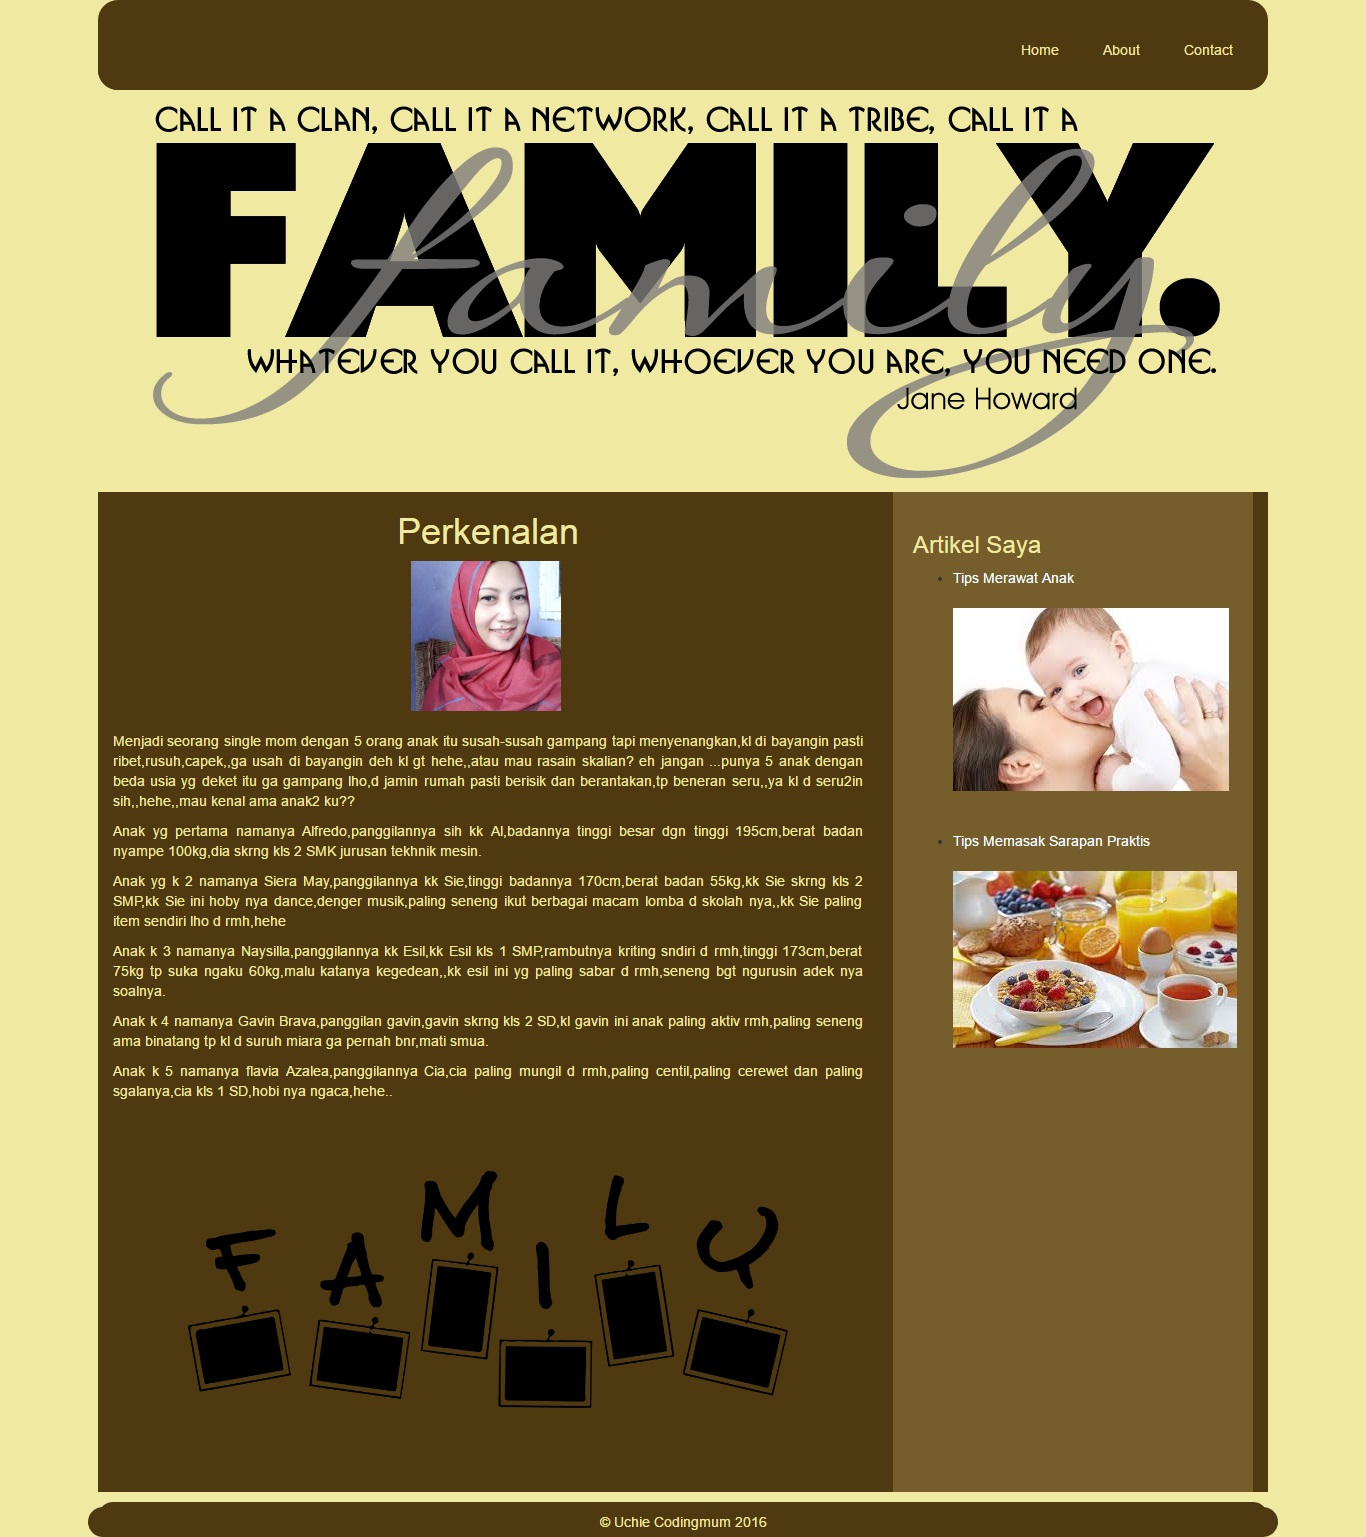 Home About Contact
CALL IT A CLAN, CALL IT A NETWORK, CALL IT A TRIBE, CALL IT A
FAMILY.
family
WHATEVER YOU CALL IT, WHOEVER YOU ARE, YOU NEED ONE.
Jane Howard
Perkenalan
Menjadi seorang single mom dengan 5 orang anak itu susah-susah gampang tapi menyenangkan,kl di bayangin pasti
ribet,rusuh,capek,,ga usah di bayangin deh kl gt hehe,,atau mau rasain skalian? eh jangan ...punya 5 anak dengan
beda usia yg deket itu ga gampang lho,d jamin rumah pasti berisik dan berantakan,tp beneran seru,,ya kl d seru2in
sih,,hehe,,mau kenal ama anak2 ku??
Anak yg pertama namanya Alfredo,panggilannya sih kk Al,badannya tinggi besar dgn tinggi 195cm,berat badan
nyampe 100kg,dia skrng kls 2 SMK jurusan tekhnik mesin.
Anak yg k 2 namanya Siera May,panggilannya kk Sie,tinggi badannya 170cm,berat badan 55kg,kk Sie skrng kls 2
SMP,kk Sie ini hoby nya dance,denger musik,paling seneng ikut berbagai macam lomba d skolah nya,,kk Sie paling
item sendiri lho d rmh,hehe
Anak k 3 namanya Naysilla,panggilannya kk Esil,kk Esil kls 1 SMP,rambutnya kriting sndiri d rmh,tinggi 173cm,berat
75kg tp suka ngaku 60kg,malu katanya kegedean,,kk esil ini yg paling sabar d rmh,seneng bgt ngurusin adek nya
soalnya.
Anak k 4 namanya Gavin Brava,panggilan gavin,gavin skrng kls 2 SD,kl gavin ini anak paling aktiv rmh,paling seneng
ama binatang tp kl d suruh miara ga pernah bnr,mati smua.
Anak k 5 namanya flavia Azalea,panggilannya Cia,cia paling mungil d rmh,paling centil,paling cerewet dan paling
sgalanya,cia kls 1 SD,hobi nya ngaca,hehe..
FAMILY
Artikel Saya
Tips Merawat Anak
Tips Memasak Sarapan Praktis
© Uchie Codingmum 2016